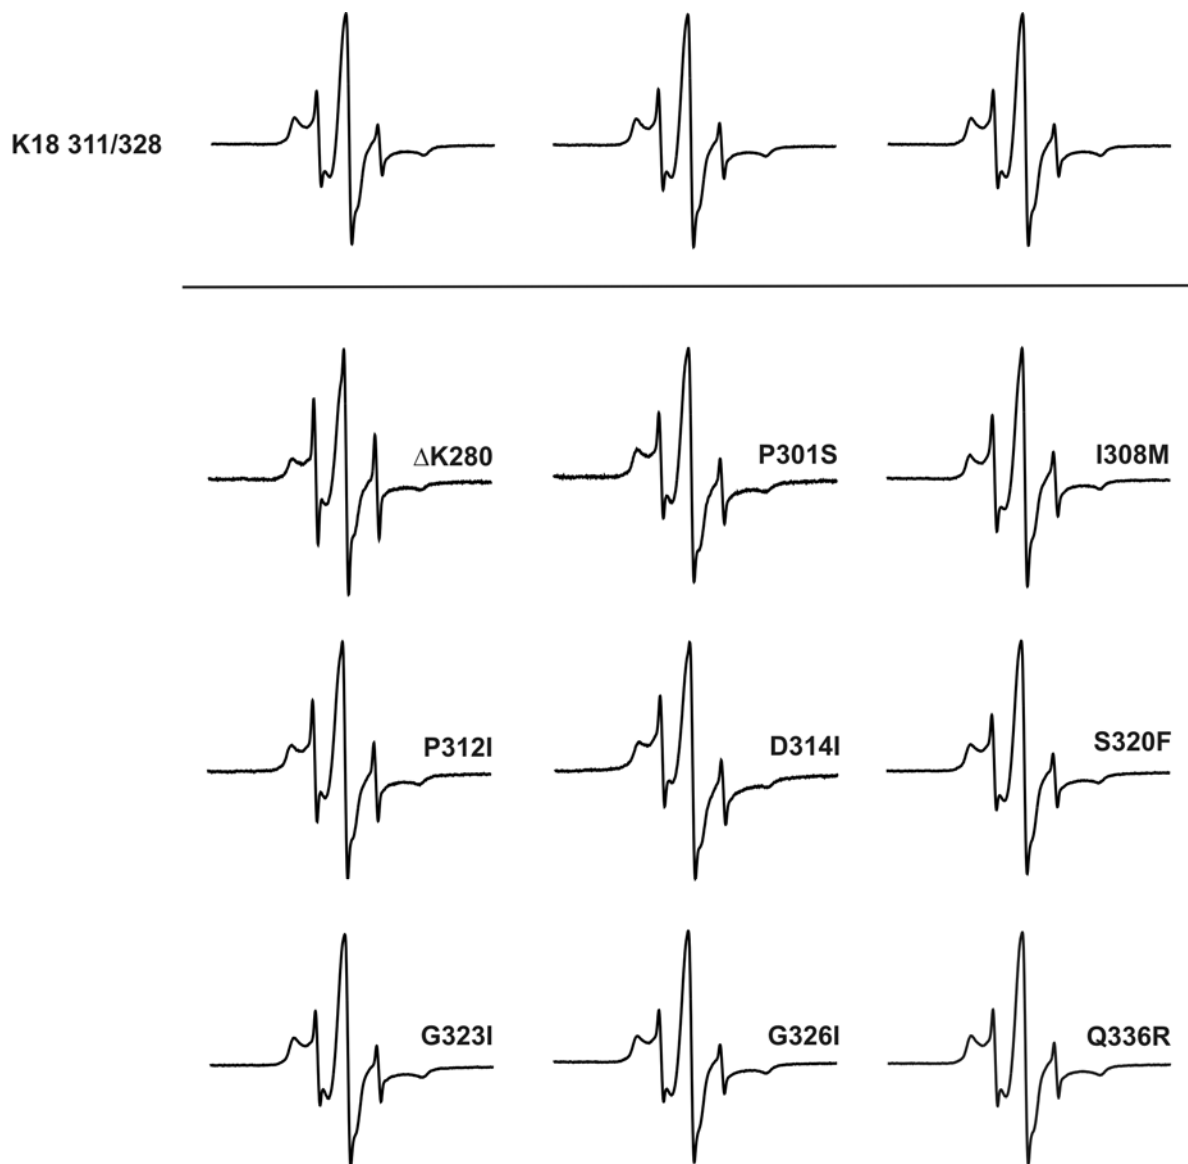 K18 311/328
ΔK280
P301S
I308M
P312I
D314I
S320F
G323I
G326I
Q336R